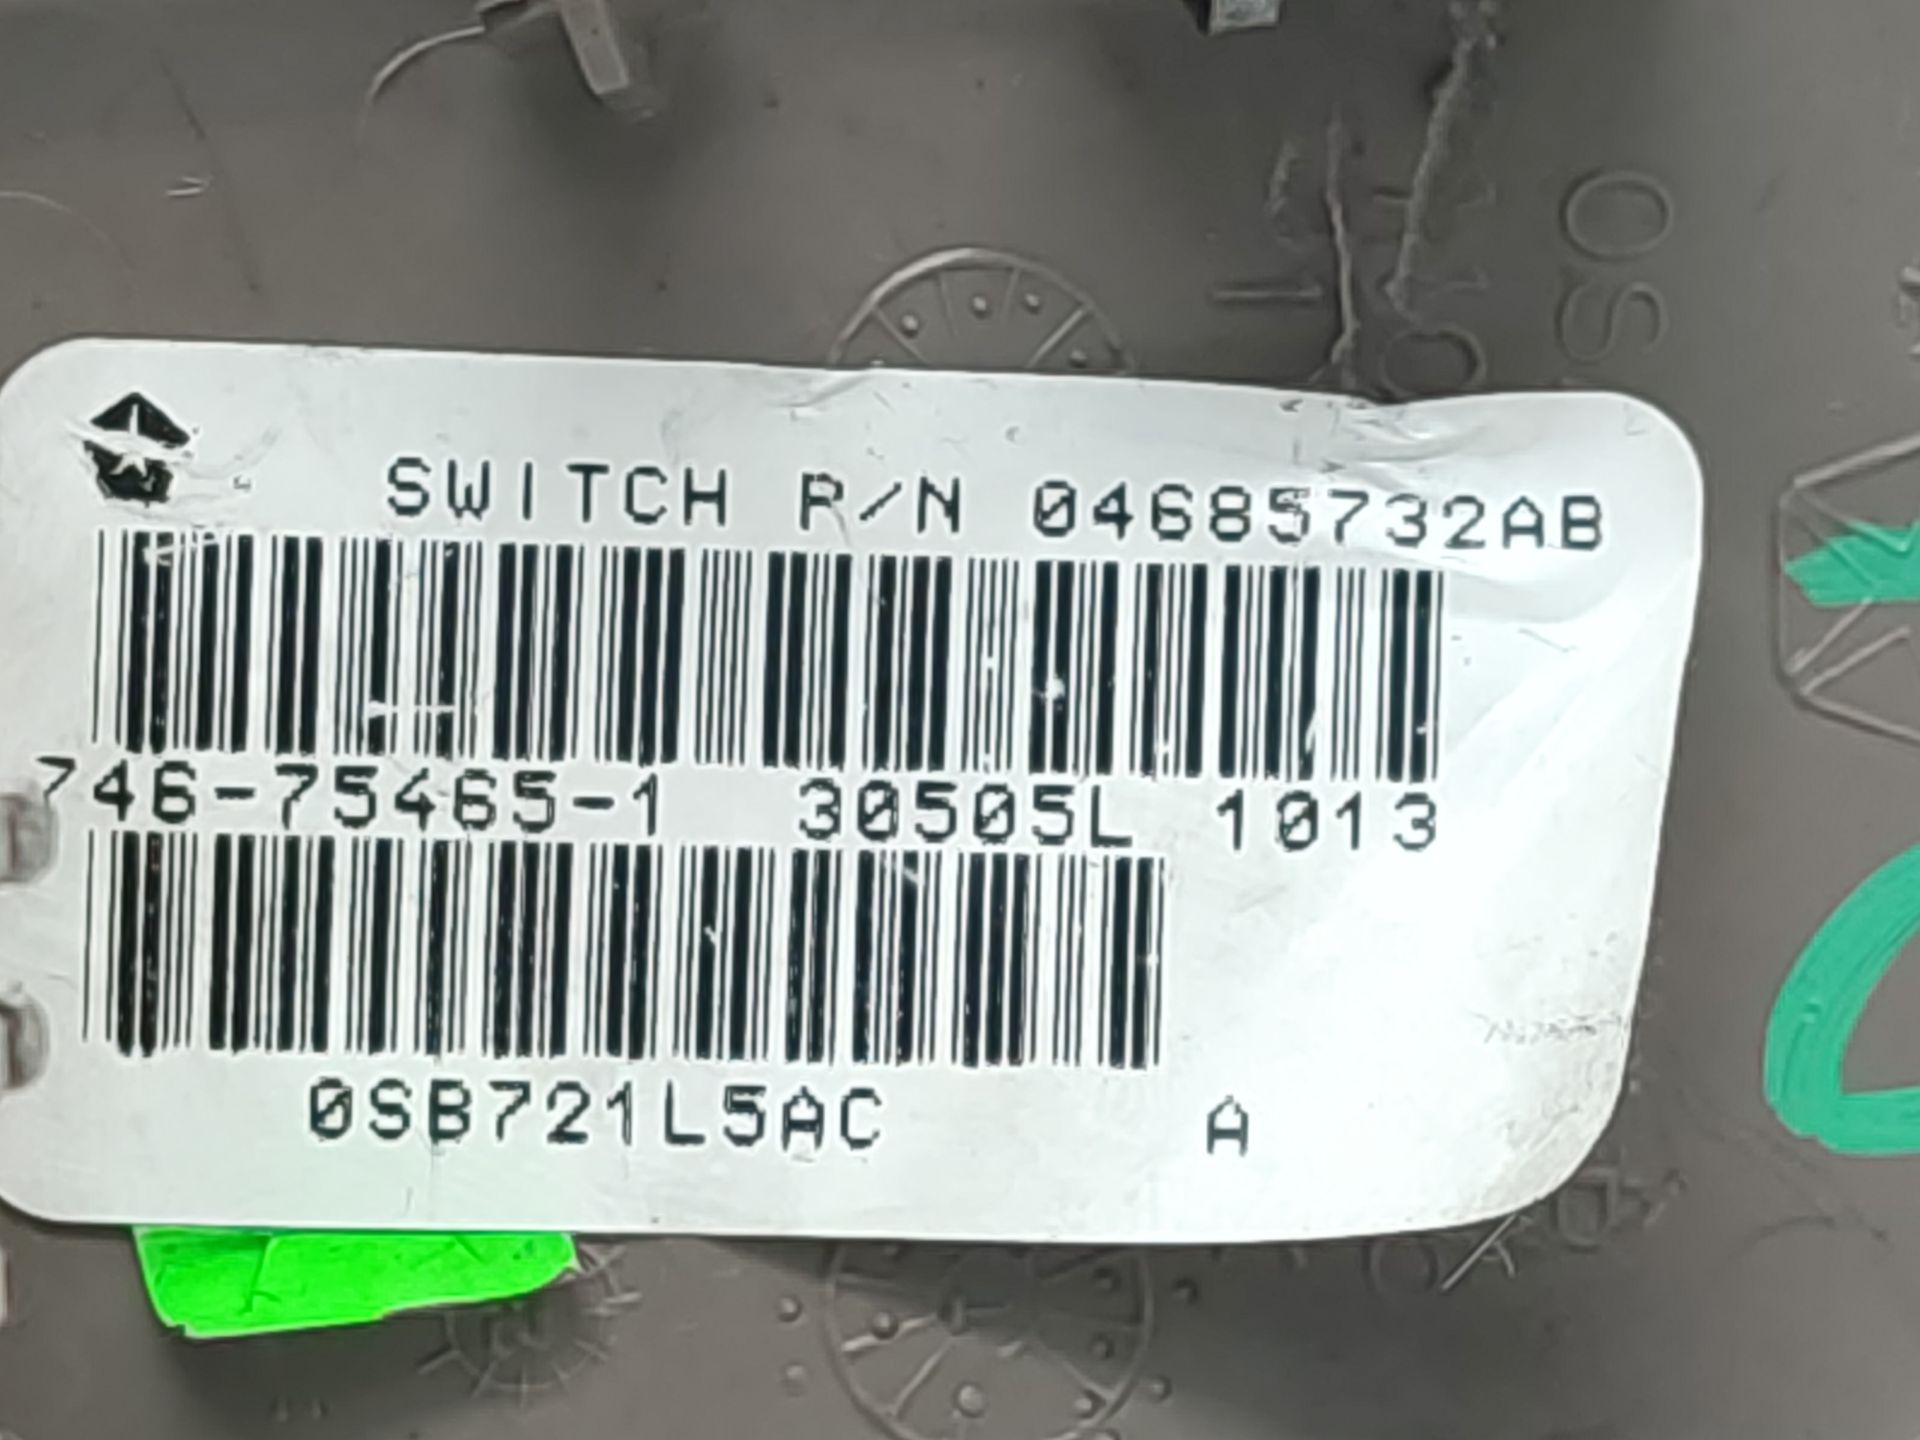 SWITCH P/N 04685732AB
746-75465-1 30505L 1013
0SB721L5AC A